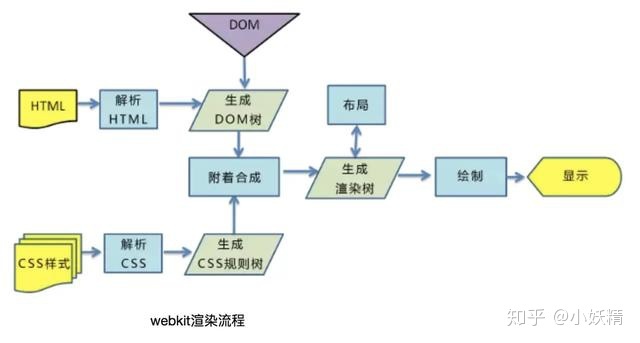 DOM
HTML
解析
HTML
生成
DOM树
布局
附着合成
生成
渲染树
绘制
显示
CSS样式
解析
CSS
生成
CSS规则树
webkit渲染流程
知乎 @小妖精